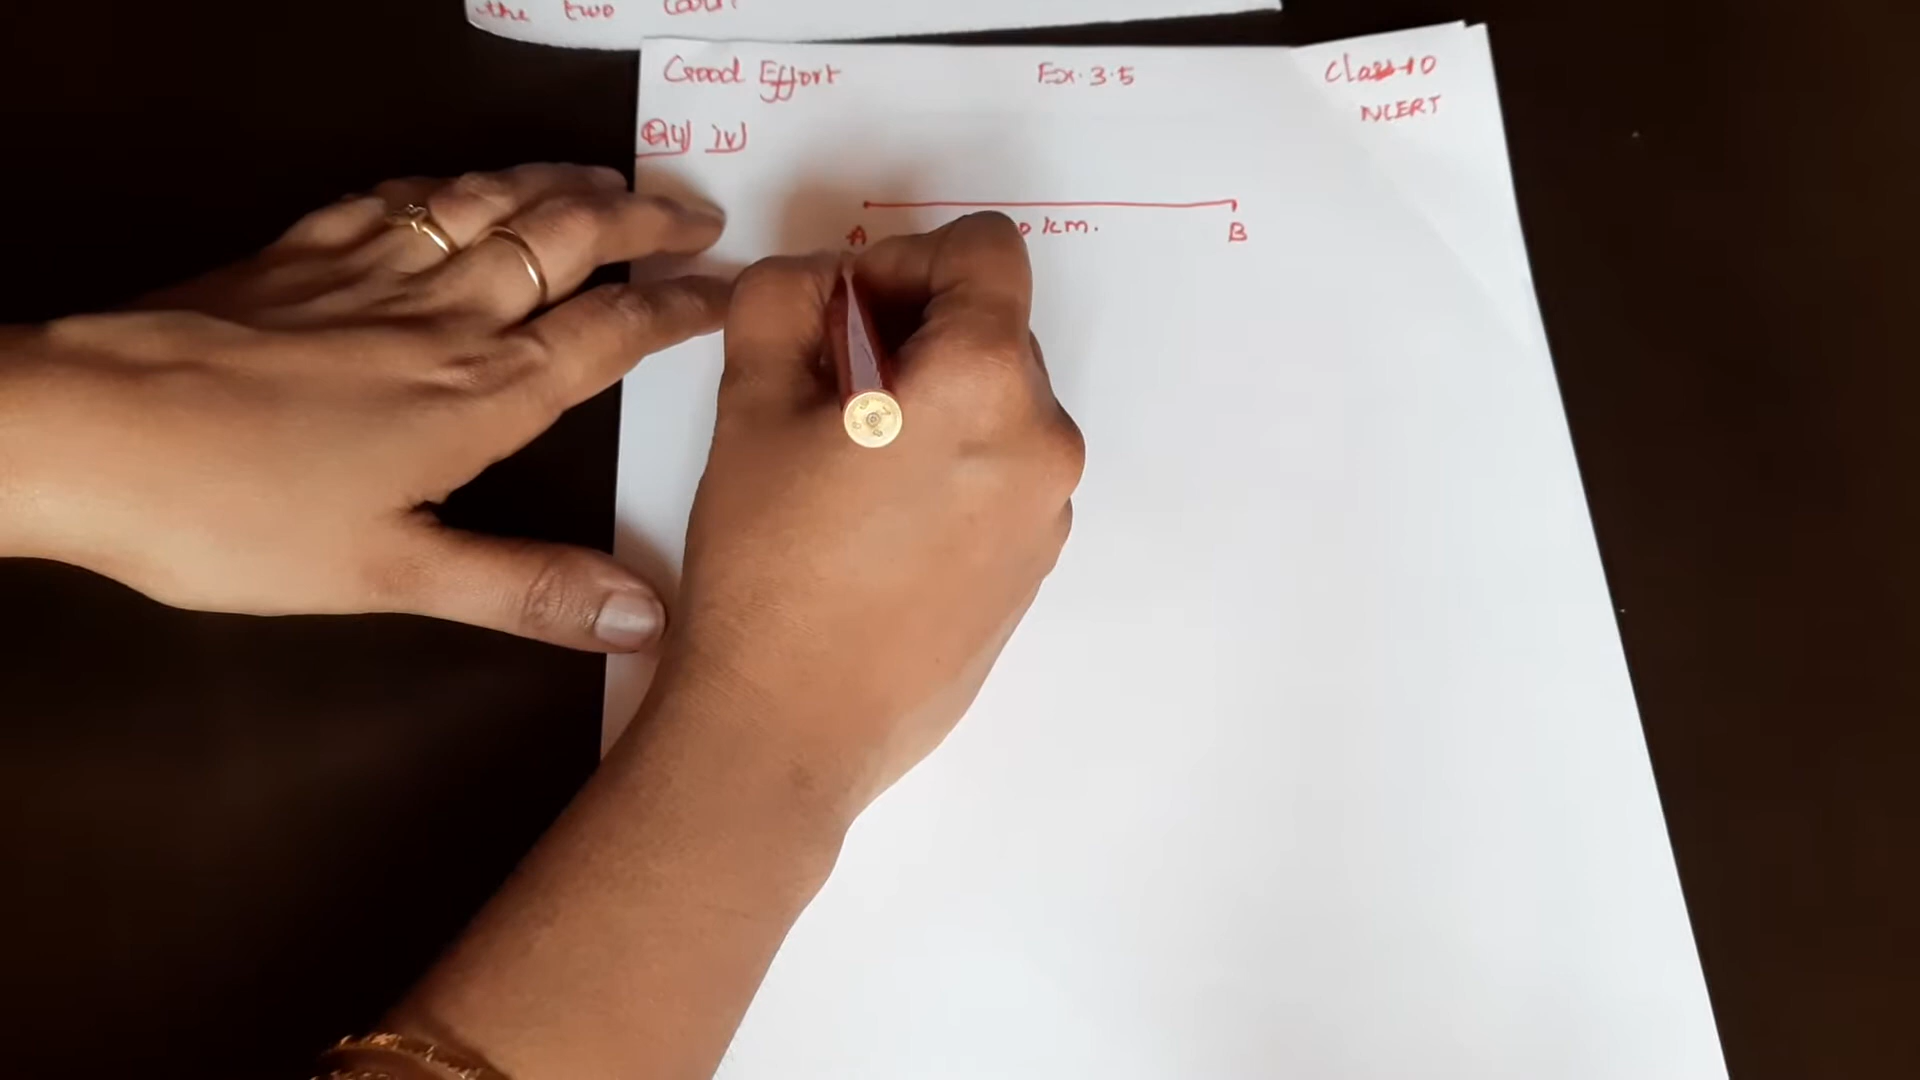 the two
Good Effort Ex. 3.5 Class 10
NCERT
Q4) iv)
km.
A B